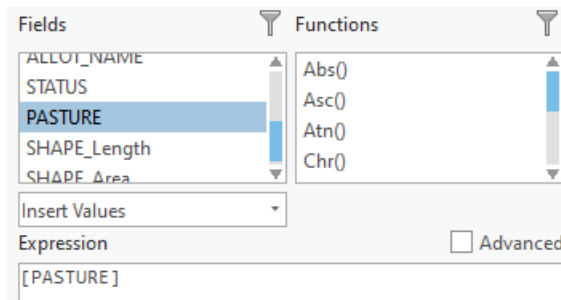 Fields
ALLOT_NAME
STATUS
PASTURE
SHAPE_Length
SHAPE_Area
Insert Values
Functions
Abs()
Asc()
Atn()
Chr()
Expression
Advanced
[PASTURE]